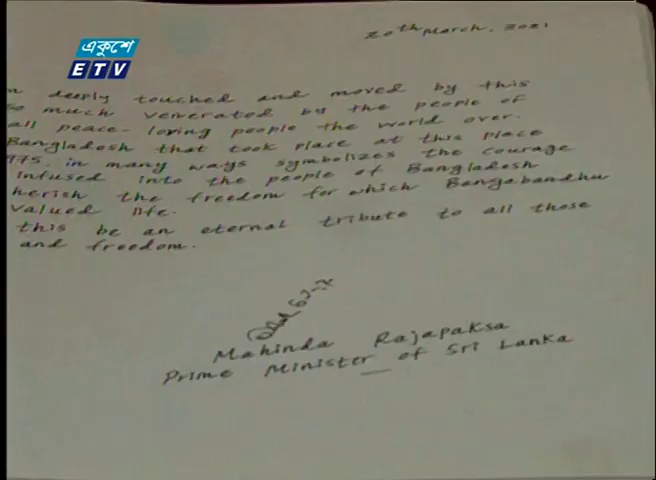 20th March, 2021
একুশে
ETV
deeply touched and moved by this
so much venerated by the people of
all peace-loving people the world over.
Bangladesh that took place at this place
975. in many ways symbolizes the courage
infused into the people of Bangladesh
herish the freedom for which Bangabandhu
valued life.
this be an eternal tribute to all those
and freedom.
Mahinda Rajapaksa
Prime Minister of Sri Lanka